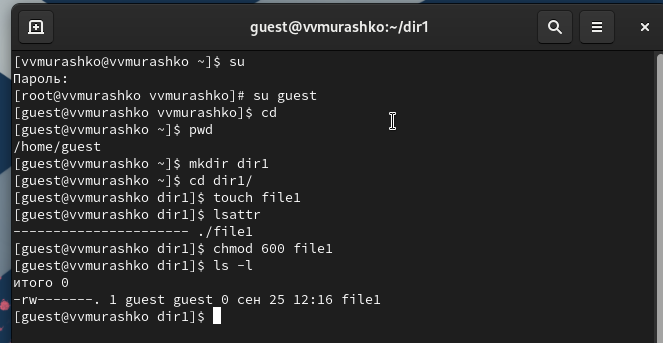 guest@vvmurashko:~/dir1
[vvmurashko@vvmurashko ~]$ su
Пароль:
[root@vvmurashko vvmurashko]# su guest
[guest@vvmurashko vvmurashko]$ cd
[guest@vvmurashko ~]$ pwd
/home/guest
[guest@vvmurashko ~]$ mkdir dir1
[guest@vvmurashko ~]$ cd dir1/
[guest@vvmurashko dir1]$ touch file1
[guest@vvmurashko dir1]$ lsattr
---------------------- ./file1
[guest@vvmurashko dir1]$ chmod 600 file1
[guest@vvmurashko dir1]$ ls -l
итого 0
-rw-------. 1 guest guest 0 сен 25 12:16 file1
[guest@vvmurashko dir1]$